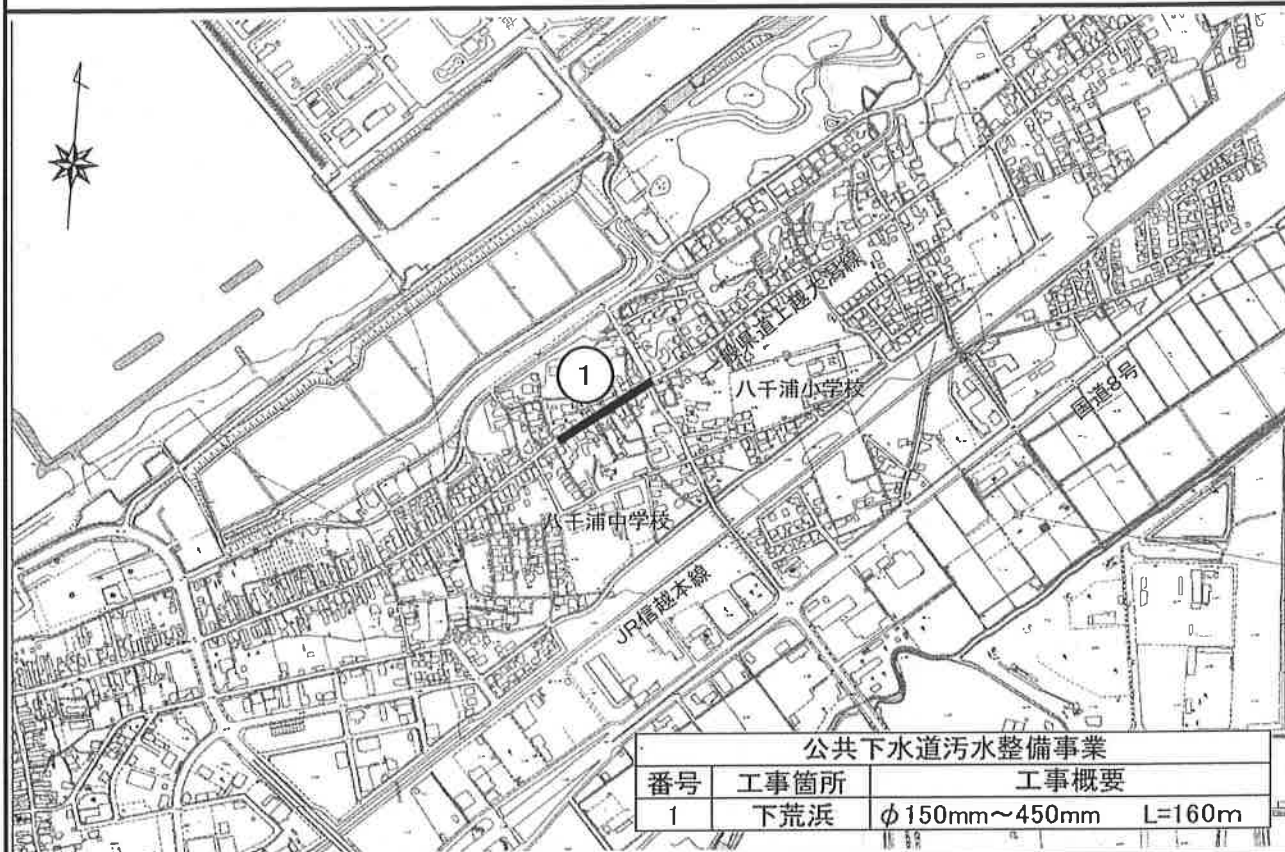 ①
一般県道上越大潟線
八千浦小学校
国道8号
八千浦中学校
JR信越本線
公共下水道汚水整備事業
番号 工事箇所 工事概要
1 下荒浜 φ150mm～450mm L=160m